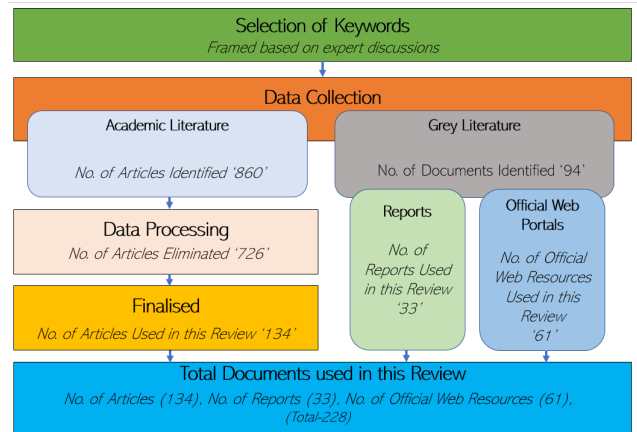 Selection of Keywords
Framed based on expert discussions
Data Collection
Academic Literature
No. of Articles Identified ‘860’
Grey Literature
No. of Documents Identified ‘94’
Data Processing
No. of Articles Eliminated ‘726’
Finalised
No. of Articles Used in this Review ‘134’
Reports
No. of
Reports Used
in this Review
‘33’
Official Web
Portals
No. of Official
Web Resources
Used in this
Review
‘61’
Total Documents used in this Review
No. of Articles (134), No. of Reports (33), No. of Official Web Resources (61),
(Total-228)